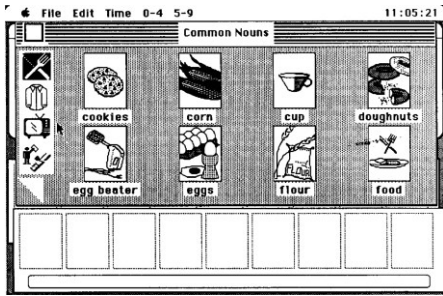 File Edit Time 0-4 5-9 11:05:21
Common Nouns
cookies corn cup doughnuts
egg beater eggs flour food